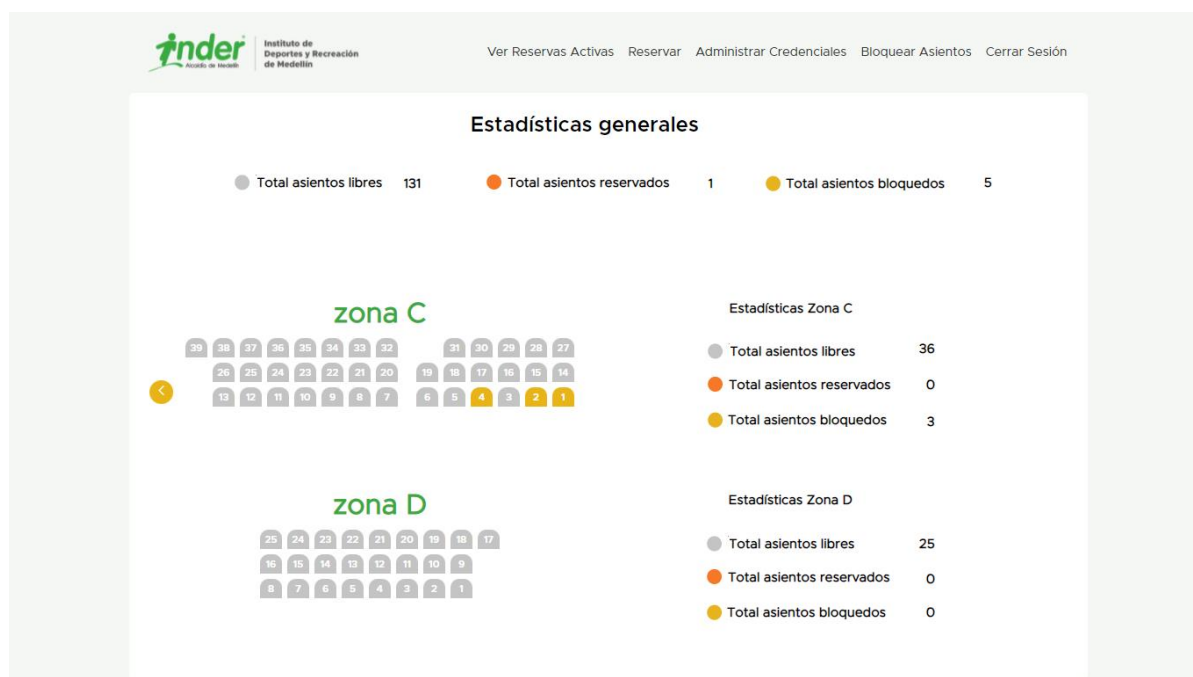 inder
Alcaldía de Medellín
Instituto de
Deportes y Recreación
de Medellín
Ver Reservas Activas Reservar Administrar Credenciales Bloquear Asientos Cerrar Sesión
Estadísticas generales
Total asientos libres 131 Total asientos reservados 1 Total asientos bloquedos 5
zona C
39 38 37 36 35 34 33 32 31 30 29 28 27
26 25 24 23 22 21 20 19 18 17 16 15 14
13 12 11 10 9 8 7 6 5 4 3 2 1
Estadísticas Zona C
Total asientos libres 36
Total asientos reservados 0
Total asientos bloquedos 3
zona D
25 24 23 22 21 20 19 18 17
16 15 14 13 12 11 10 9
8 7 6 5 4 3 2 1
Estadísticas Zona D
Total asientos libres 25
Total asientos reservados 0
Total asientos bloquedos 0